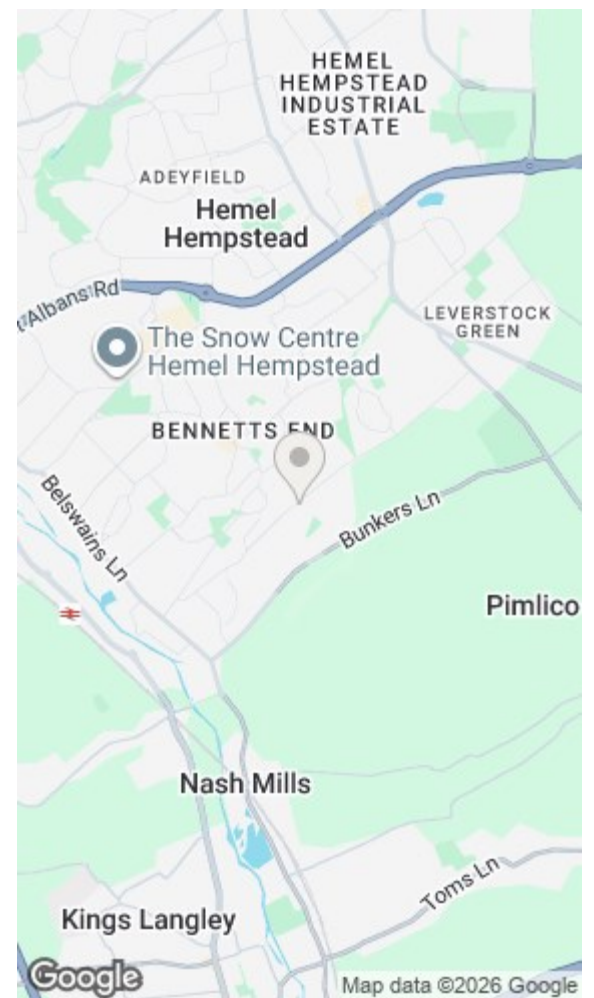 HEMEL
HEMPSTEAD
INDUSTRIAL
ESTATE
ADEYFIELD
Hemel
Hempstead
Albans Rd
LEVERSTOCK
GREEN
The Snow Centre
Hemel Hempstead
BENNETTS END
Belswains Ln
Bunkers Ln
Pimlico
Nash Mills
Toms Ln
Kings Langley
Google
Map data ©2026 Google